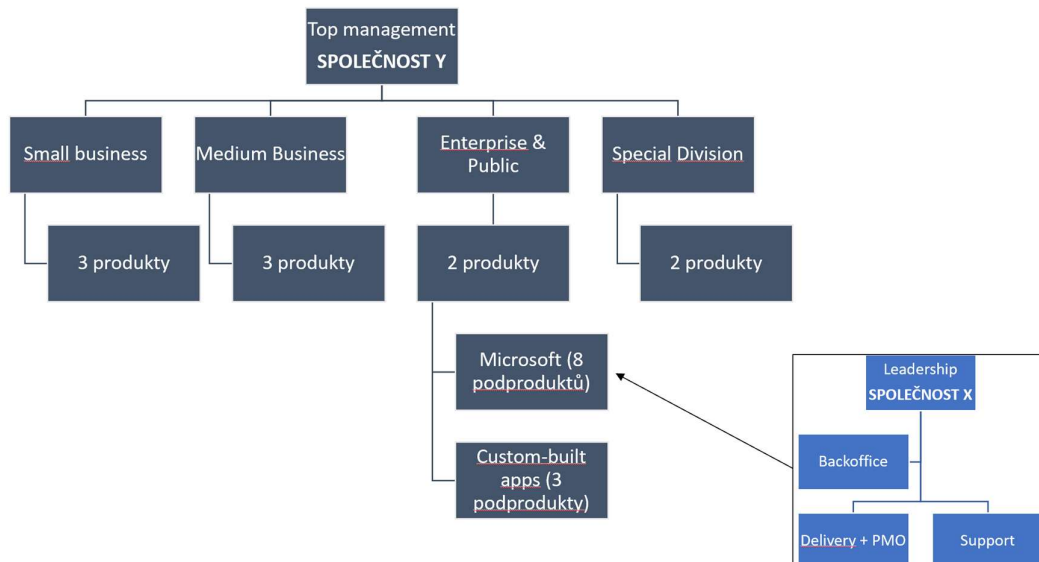 Top management
SPOLEČNOST Y
Small business
Medium Business
Enterprise &
Public
Special Division
3 produkty
3 produkty
2 produkty
2 produkty
Microsoft (8
podproduktů)
Custom-built
apps (3
podprodukty)
Leadership
SPOLEČNOST X
Backoffice
Delivery + PMO
Support